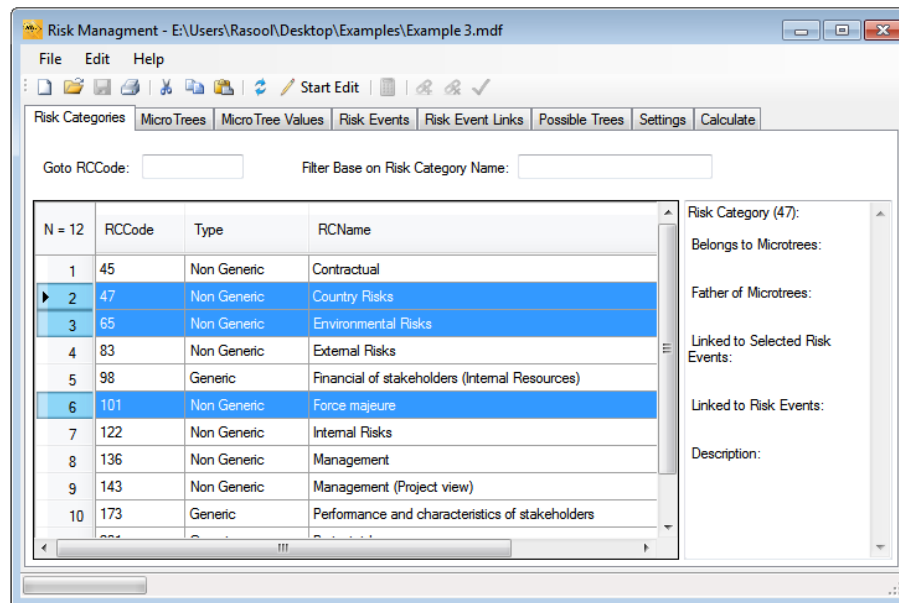 Risk Managment - E:\Users\Rasool\Desktop\Examples\Example 3.mdf
File Edit Help
Start Edit
Risk Categories MicroTrees MicroTree Values Risk Events Risk Event Links Possible Trees Settings Calculate
Goto RCCode: Filter Base on Risk Category Name:
N = 12 RCCode Type RCName
1 45 Non Generic Contractual
2 47 Non Generic Country Risks
3 65 Non Generic Environmental Risks
4 83 Non Generic External Risks
5 98 Generic Financial of stakeholders (Internal Resources)
6 101 Non Generic Force majeure
7 122 Non Generic Internal Risks
8 136 Non Generic Management
9 143 Non Generic Management (Project view)
10 173 Generic Performance and characteristics of stakeholders
Risk Category (47):
Belongs to Microtrees:
Father of Microtrees:
Linked to Selected Risk
Events:
Linked to Risk Events:
Description: